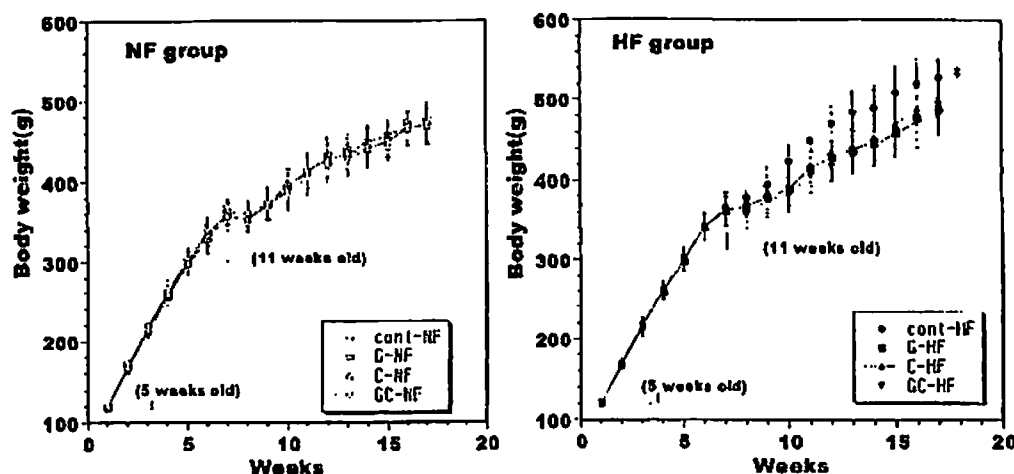 NF group
Body weight(g)
600
500
400
300
200
100
(11 weeks old)
(5 weeks old)
cont-NF
G-NF
C-NF
GC-NF
0
5
10
15
20
Weeks
HF group
Body weight(g)
600
500
400
300
200
100
*
(11 weeks old)
(5 weeks old)
cont-HF
G-HF
C-HF
GC-HF
0
5
10
15
20
Weeks